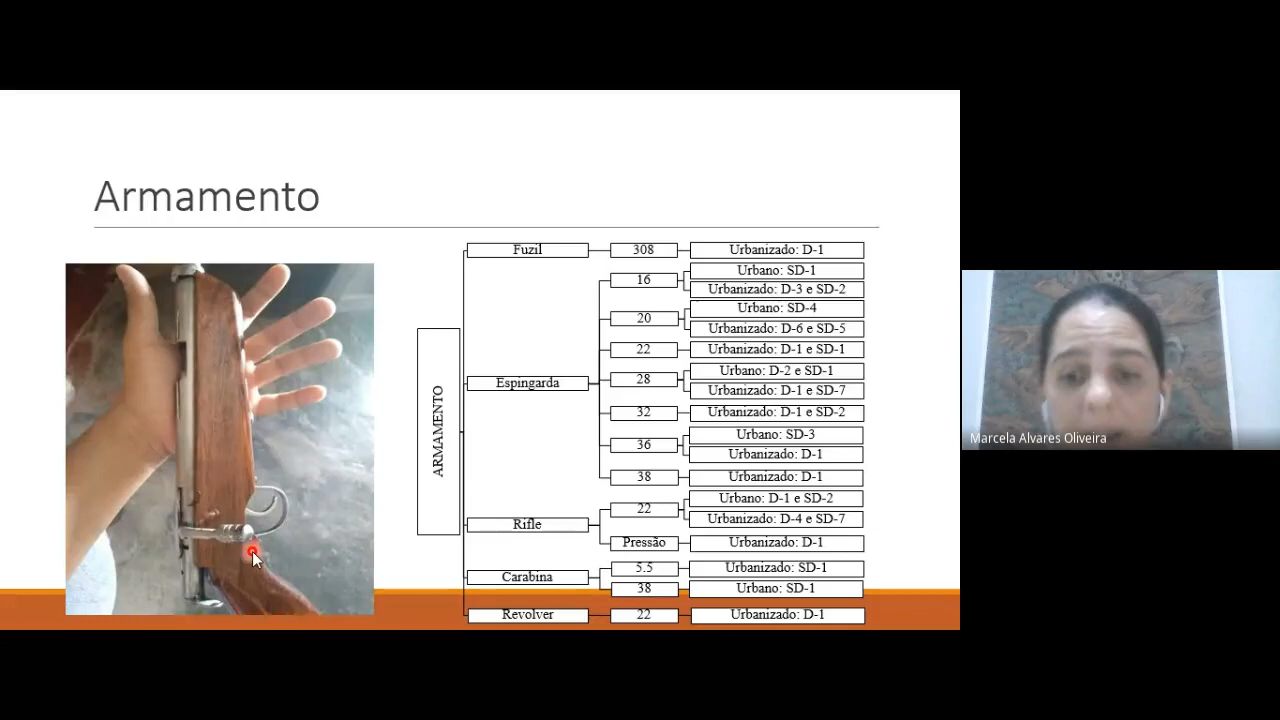 Armamento
ARMAMENTO
Fuzil
308
Urbanizado: D-1
Espingarda
16
Urbano: SD-1
Urbanizado: D-3 e SD-2
20
Urbano: SD-4
Urbanizado: D-6 e SD-5
22
Urbanizado: D-1 e SD-1
28
Urbano: D-2 e SD-1
Urbanizado: D-1 e SD-7
32
Urbanizado: D-1 e SD-2
36
Urbano: SD-3
Urbanizado: D-1
38
Urbanizado: D-1
Rifle
22
Urbano: D-1 e SD-2
Urbanizado: D-4 e SD-7
Pressão
Urbanizado: D-1
Carabina
5.5
Urbanizado: SD-1
38
Urbano: SD-1
Revolver
22
Urbanizado: D-1
Marcela Alvares Oliveira